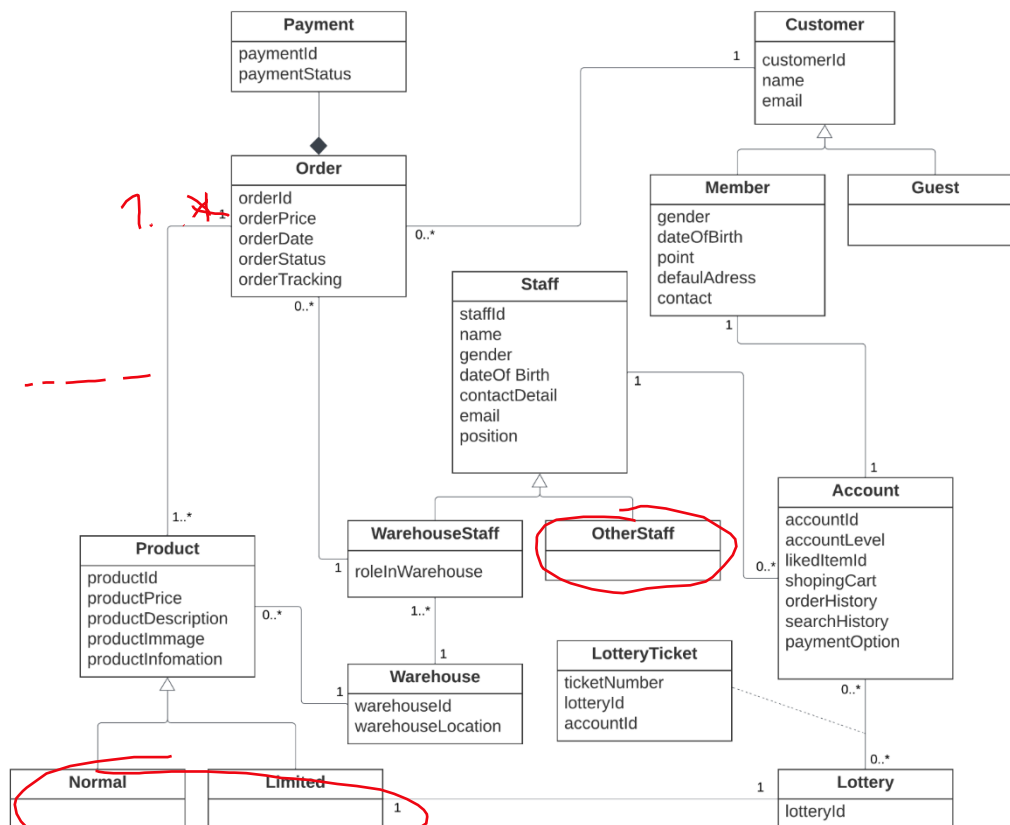 Payment
paymentId
paymentStatus
Customer
customerId
name
email
1
Order
orderId
orderPrice
orderDate
orderStatus
orderTracking
1. *
1
0..*
0..*
Member
gender
dateOfBirth
point
defaulAdress
contact
1
Guest
Staff
staffId
name
gender
dateOf Birth
contactDetail
email
position
1
Account
accountId
accountLevel
likedItemId
shopingCart
orderHistory
searchHistory
paymentOption
1
0..*
0..*
WarehouseStaff
roleInWarehouse
1
1..*
OtherStaff
1..*
Product
productId
productPrice
productDescription
productImmage
productInfomation
0..*
1
1
Warehouse
warehouseId
warehouseLocation
LotteryTicket
ticketNumber
lotteryId
accountId
Normal
Limited
1
1
0..*
Lottery
lotteryId